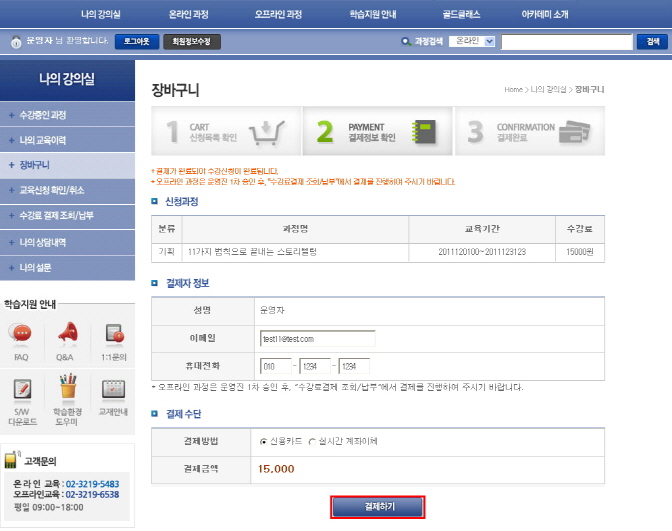 나의 강의실 온라인 과정 오프라인 과정 학습지원 안내 골드클래스 아카데미 소개
운영자 님 환영합니다. 로그아웃 회원정보수정 과정검색 온라인 검색
나의 강의실
수강중인 과정
나의 교육이력
장바구니
교육신청 확인/취소
수강료 결제 조회/납부
나의 상담내역
나의 설문
학습지원 안내
FAQ Q&A 1:1문의
S/W 다운로드 학습환경 도우미 교재안내
고객문의
온라인 교육 : 02-3219-5483
오프라인교육 : 02-3219-6538
평일 09:00~18:00
장바구니 Home > 나의 강의실 > 장바구니
1 CART 신청목록 확인 2 PAYMENT 결제정보 확인 3 CONFIRMATION 결제완료
* 결제가 완료되야 수강신청이 완료됩니다.
* 오프라인 과정은 운영진 1차 승인 후, "수강료결제 조회/납부"에서 결제를 진행하여 주시기 바랍니다.
신청과정
분류 과정명 교육기간 수강료
기획 11가지 법칙으로 끝내는 스토리텔링 2011120100~2011123123 15000원
결제자 정보
성명 운영자
이메일 test11@test.com
휴대전화 010 - 1234 - 1234
* 오프라인 과정은 운영진 1차 승인 후, "수강료결제 조회/납부"에서 결제를 진행하여 주시기 바랍니다.
결제 수단
결제방법 신용카드 실시간 계좌이체
결제금액 15,000
결제하기